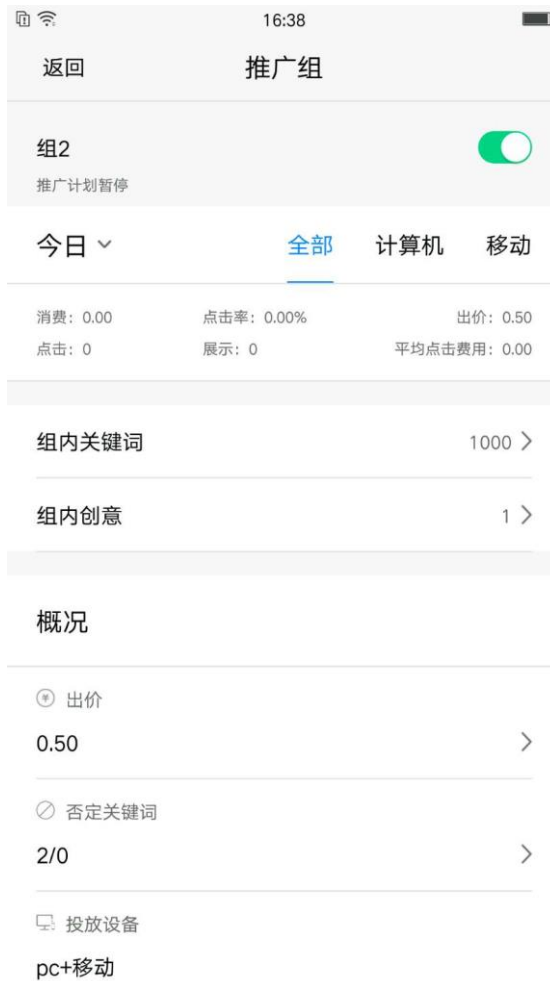 16:38
返回 推广组
组2
推广计划暂停
今日 全部 计算机 移动
消费：0.00 点击率：0.00% 出价：0.50
点击：0 展示：0 平均点击费用：0.00
组内关键词 1000
组内创意 1
概况
出价
0.50
否定关键词
2/0
投放设备
pc+移动